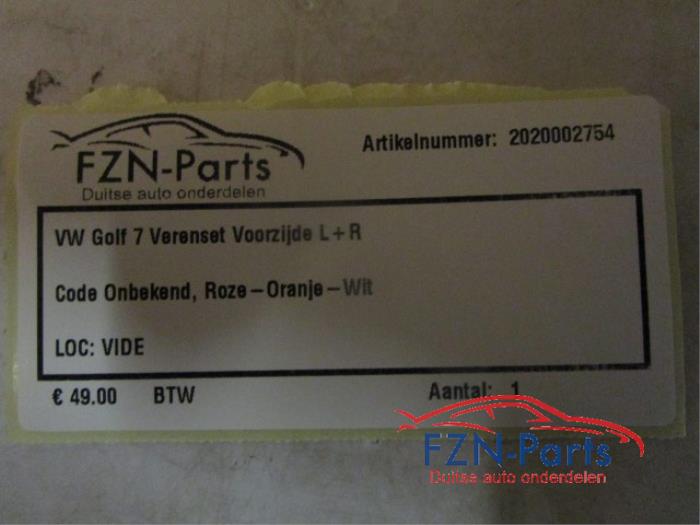 FZN-Parts
Duitse auto onderdelen
Artikelnummer: 2020002754
VW Golf 7 Verenset Voorzijde L+R
Code Onbekend, Roze-Oranje-Wit
LOC: VIDE
€ 49.00 BTW Aantal: 1
FZN-Parts
Duitse auto onderdelen